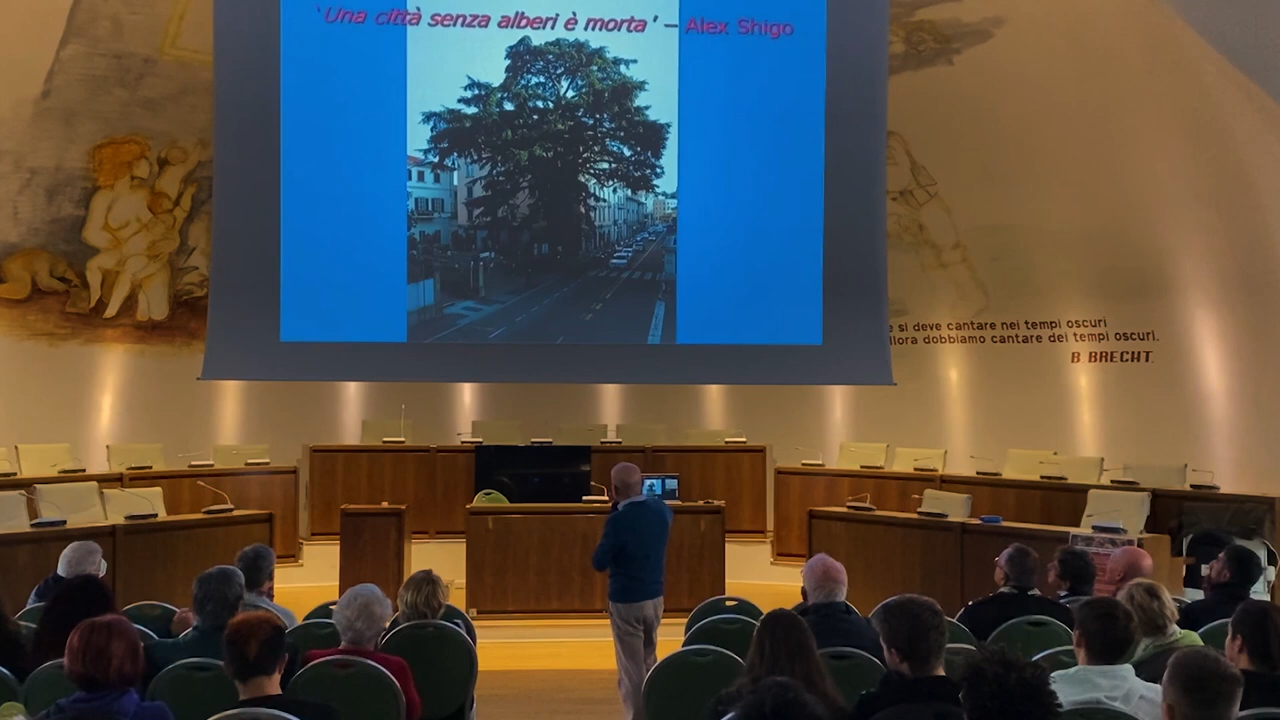 'Una città senza alberi è morta' – Alex Shigo
e si deve cantare nei tempi oscuri
llora dobbiamo cantare dei tempi oscuri.
B BRECHT.